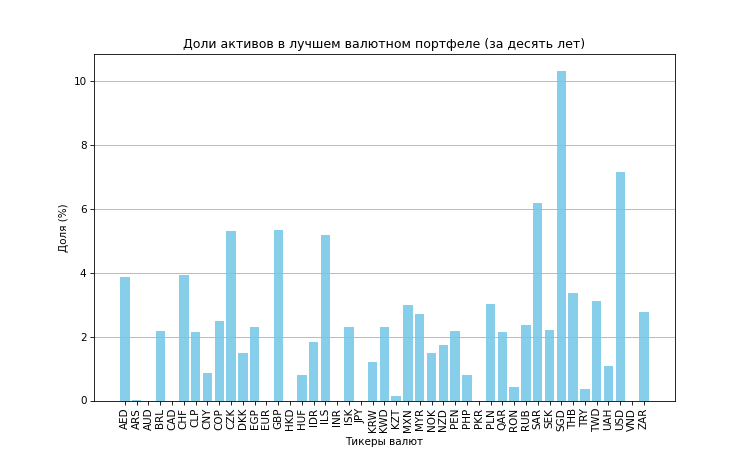 Доли активов в лучшем валютном портфеле (за десять лет)
Доля (%)
10
8
6
4
2
0
AED ARS AUD BRL CAD CHF CLP CNY COP CZK DKK EGP EUR GBP HKD HUF IDR ILS INR ISK JPY KRW KWD KZT MXN MYR NOK NZD PEN PHP PKR PLN QAR RON RUB SAR SEK SGD THB TRY TWD UAH USD VND ZAR
Тикеры валют